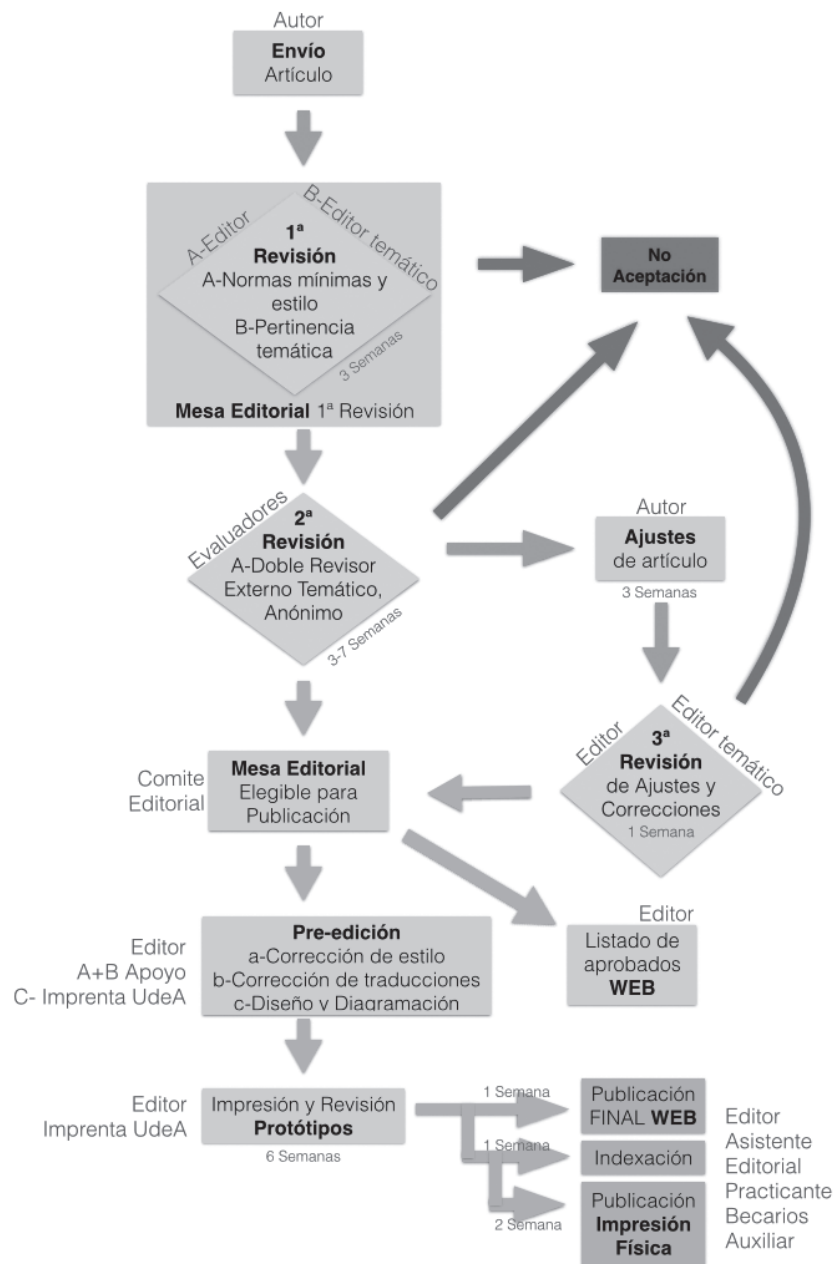 Autor
Envío
Artículo
A-Editor
B-Editor temático
1ª
Revisión
A-Normas mínimas y
estilo
B-Pertinencia
temática
3 Semanas
Mesa Editorial 1ª Revisión
No
Aceptación
Evaluadores
2ª
Revisión
A-Doble Revisor
Externo Temático,
Anónimo
3-7 Semanas
Autor
Ajustes
de artículo
3 Semanas
Editor
Editor temático
3ª
Revisión
de Ajustes y
Correcciones
1 Semana
Comite
Editorial
Mesa Editorial
Elegible para
Publicación
Editor
A+B Apoyo
C- Imprenta UdeA
Pre-edición
a-Corrección de estilo
b-Corrección de traducciones
c-Diseño y Diagramación
Editor
Listado de
aprobados
WEB
Editor
Imprenta UdeA
Impresión y Revisión
Protótipos
6 Semanas
1 Semana
Publicación
FINAL WEB
1 Semana
Indexación
2 Semana
Publicación
Impresión
Física
Editor
Asistente
Editorial
Practicante
Becarios
Auxiliar